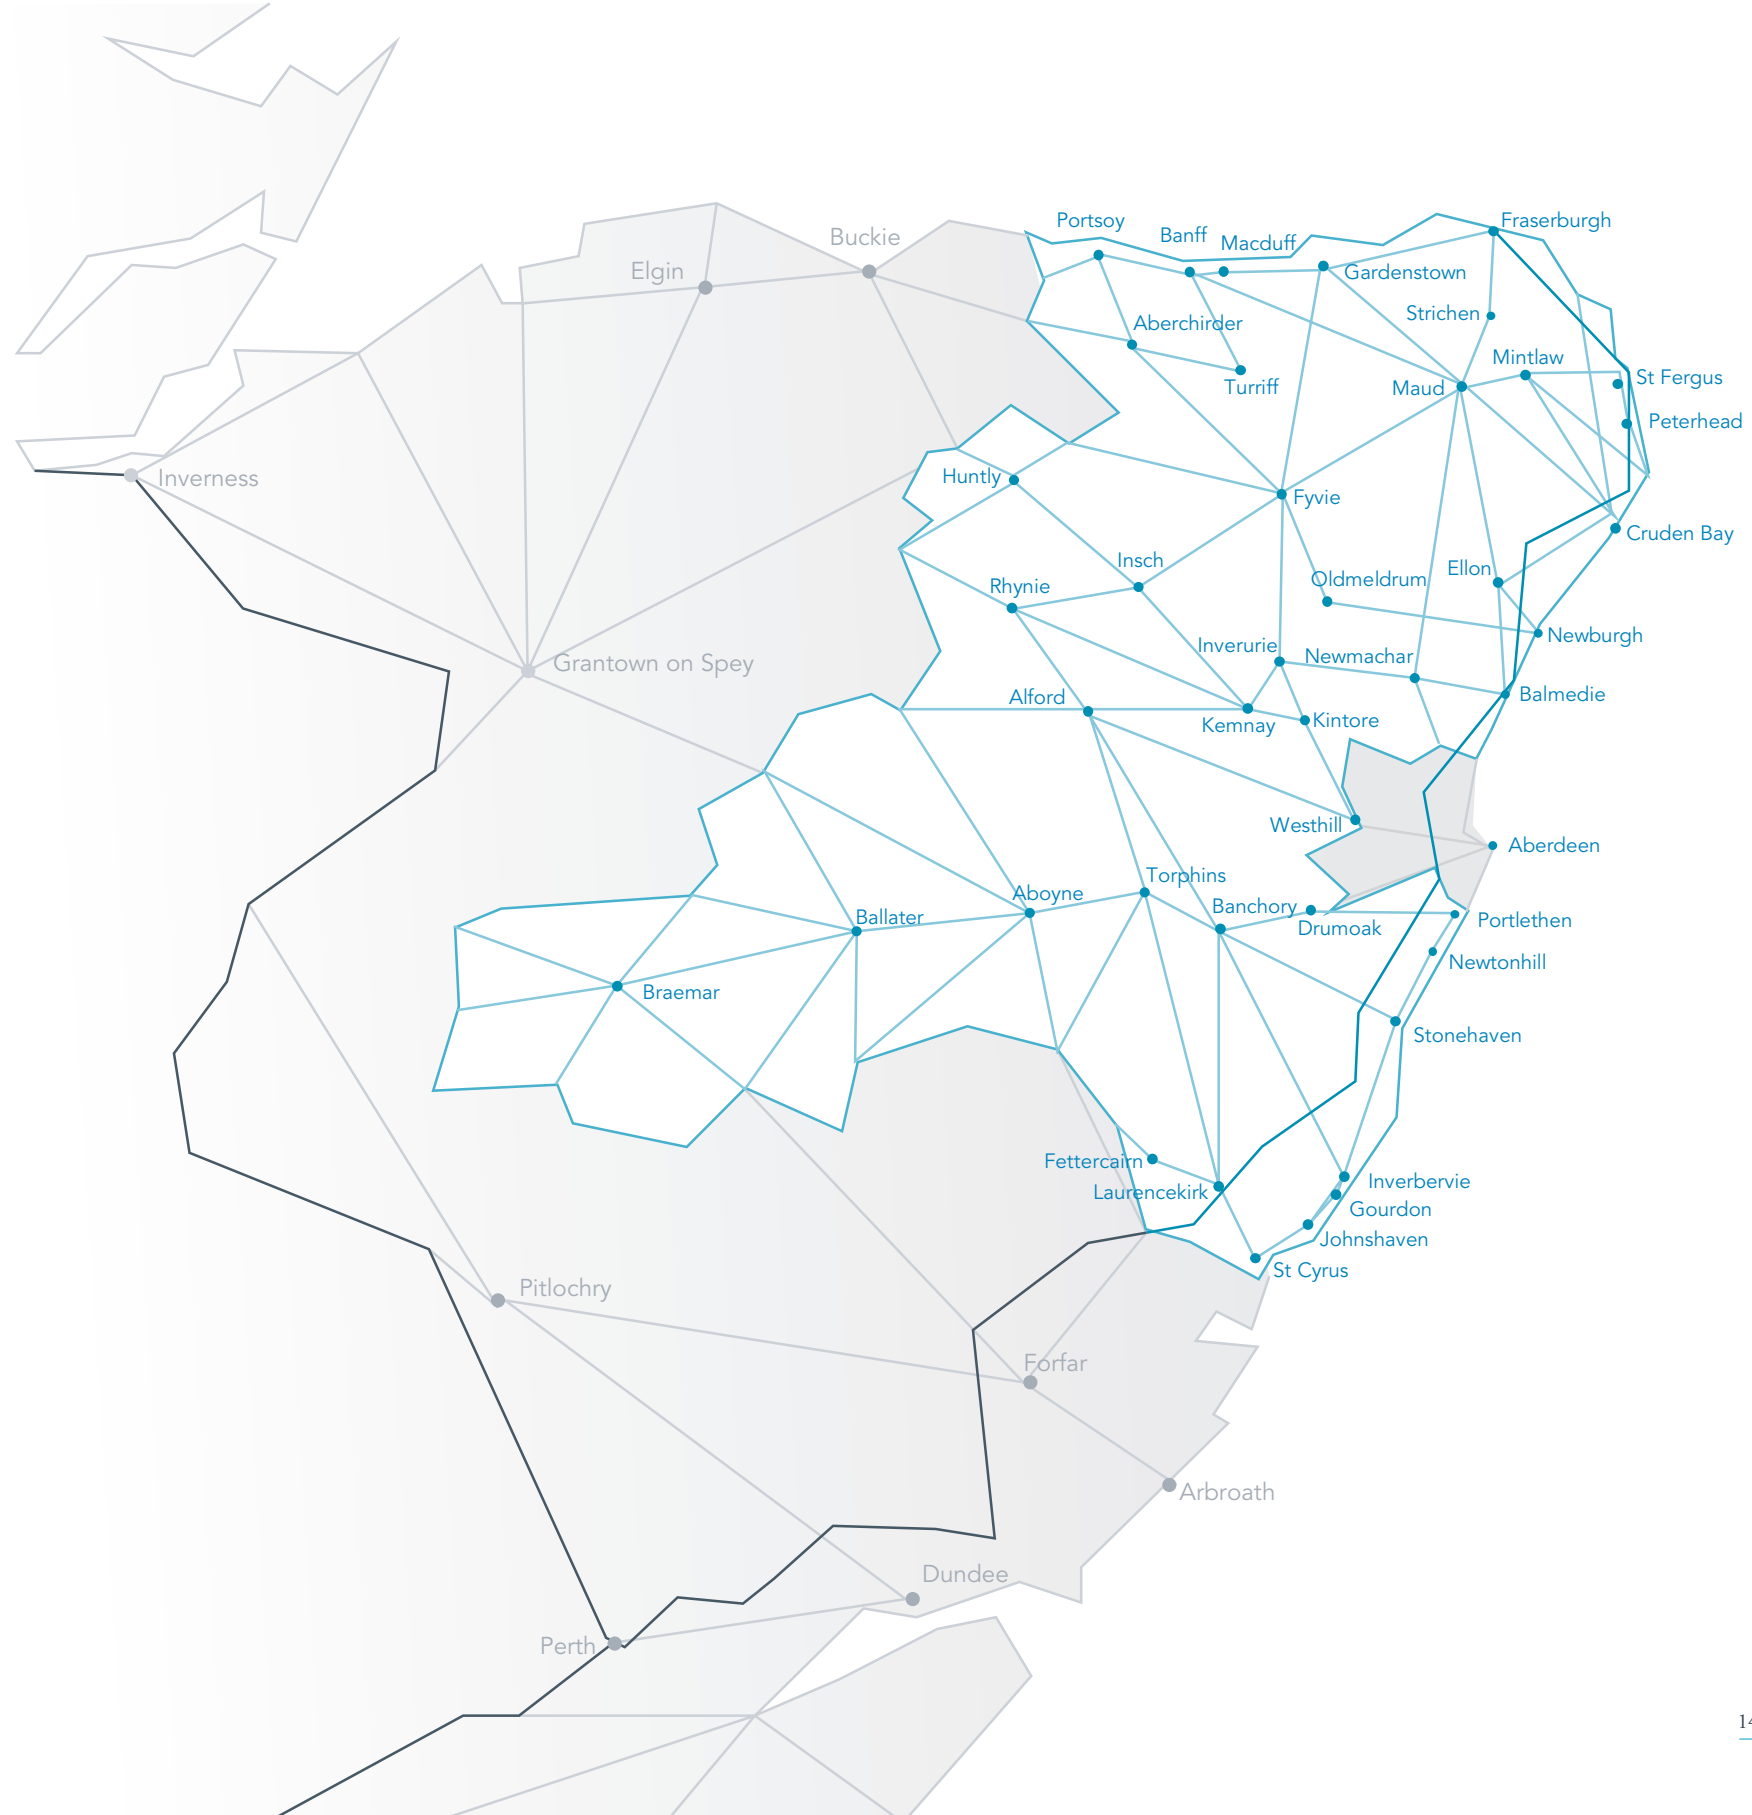 Portsoy
Fraserburgh
Banff
Macduff
Buckie
Elgin
Gardenstown
Strichen
Aberchirder
Mintlaw
St Fergus
Turriff
Maud
Peterhead
Inverness
Huntly
Fyvie
Cruden Bay
Insch
Ellon
Oldmeldrum
Rhynie
Newburgh
Inverurie
Newmachar
Grantown on Spey
Alford
Balmedie
Kemnay
Kintore
Westhill
Aberdeen
Torphins
Aboyne
Banchory
Ballater
Drumoak
Portlethen
Newtonhill
Braemar
Stonehaven
Fettercairn
Inverbervie
Laurencekirk
Gourdon
Johnshaven
St Cyrus
Pitlochry
Forfar
Arbroath
Dundee
Perth
14